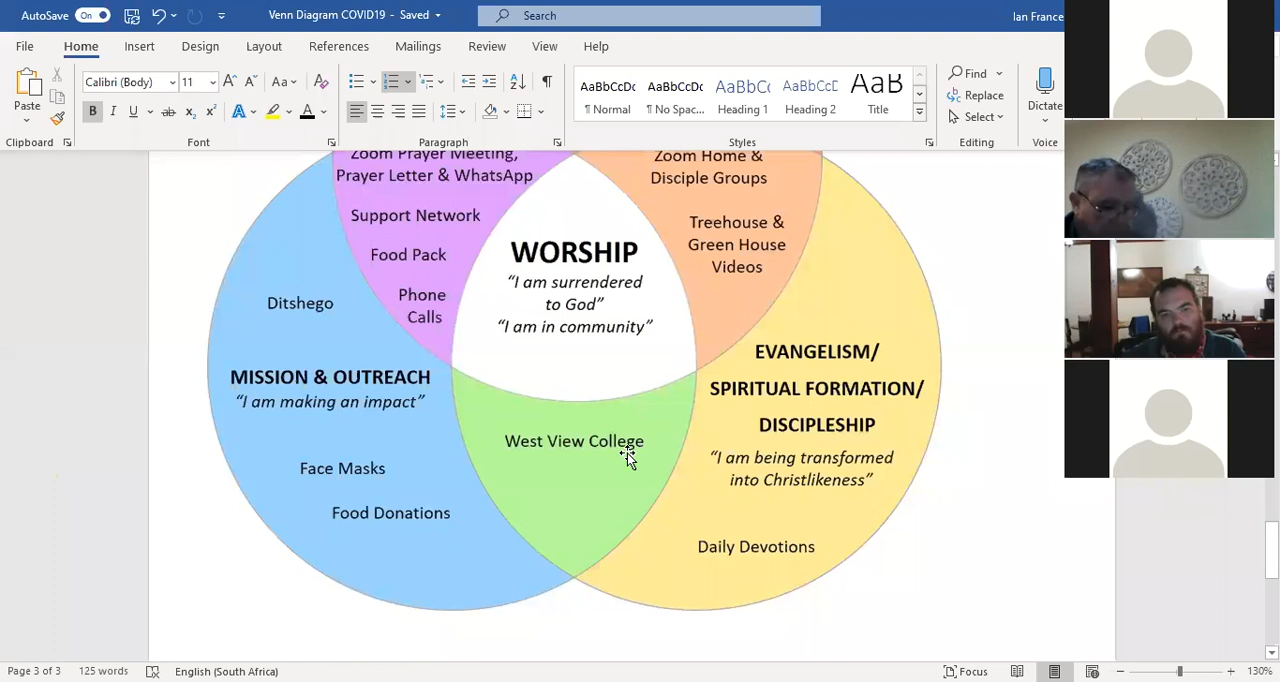 AutoSave On Venn Diagram COVID19 - Saved Search Ian France
File Home Insert Design Layout References Mailings Review View Help
Paste
Calibri (Body) 11
Aa
B I U ab x₂ x² A A
¶
AaBbCcDc AaBbCcDc AaBbCc AaBbCcC AaB
¶ Normal ¶ No Spac... Heading 1 Heading 2 Title
Find
Replace
Select
Dictate
Clipboard Font Paragraph Styles Editing Voice
Zoom Prayer Meeting,
Prayer Letter & WhatsApp
Support Network
Food Pack
Phone
Calls
Zoom Home &
Disciple Groups
Treehouse &
Green House
Videos
WORSHIP
“I am surrendered
to God”
“I am in community”
Ditshego
MISSION & OUTREACH
“I am making an impact”
Face Masks
Food Donations
West View College
EVANGELISM/
SPIRITUAL FORMATION/
DISCIPLESHIP
“I am being transformed
into Christlikeness”
Daily Devotions
Page 3 of 3 125 words English (South Africa) Focus 130%